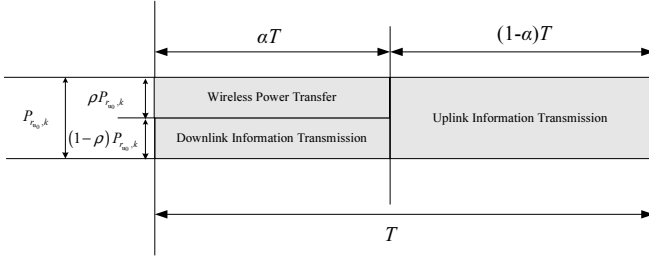 αT
(1-α)T
ρP_{r_{u_0},k}
Wireless Power Transfer
P_{r_{u_0},k}
Uplink Information Transmission
(1−ρ)P_{r_{u_0},k}
Downlink Information Transmission
T